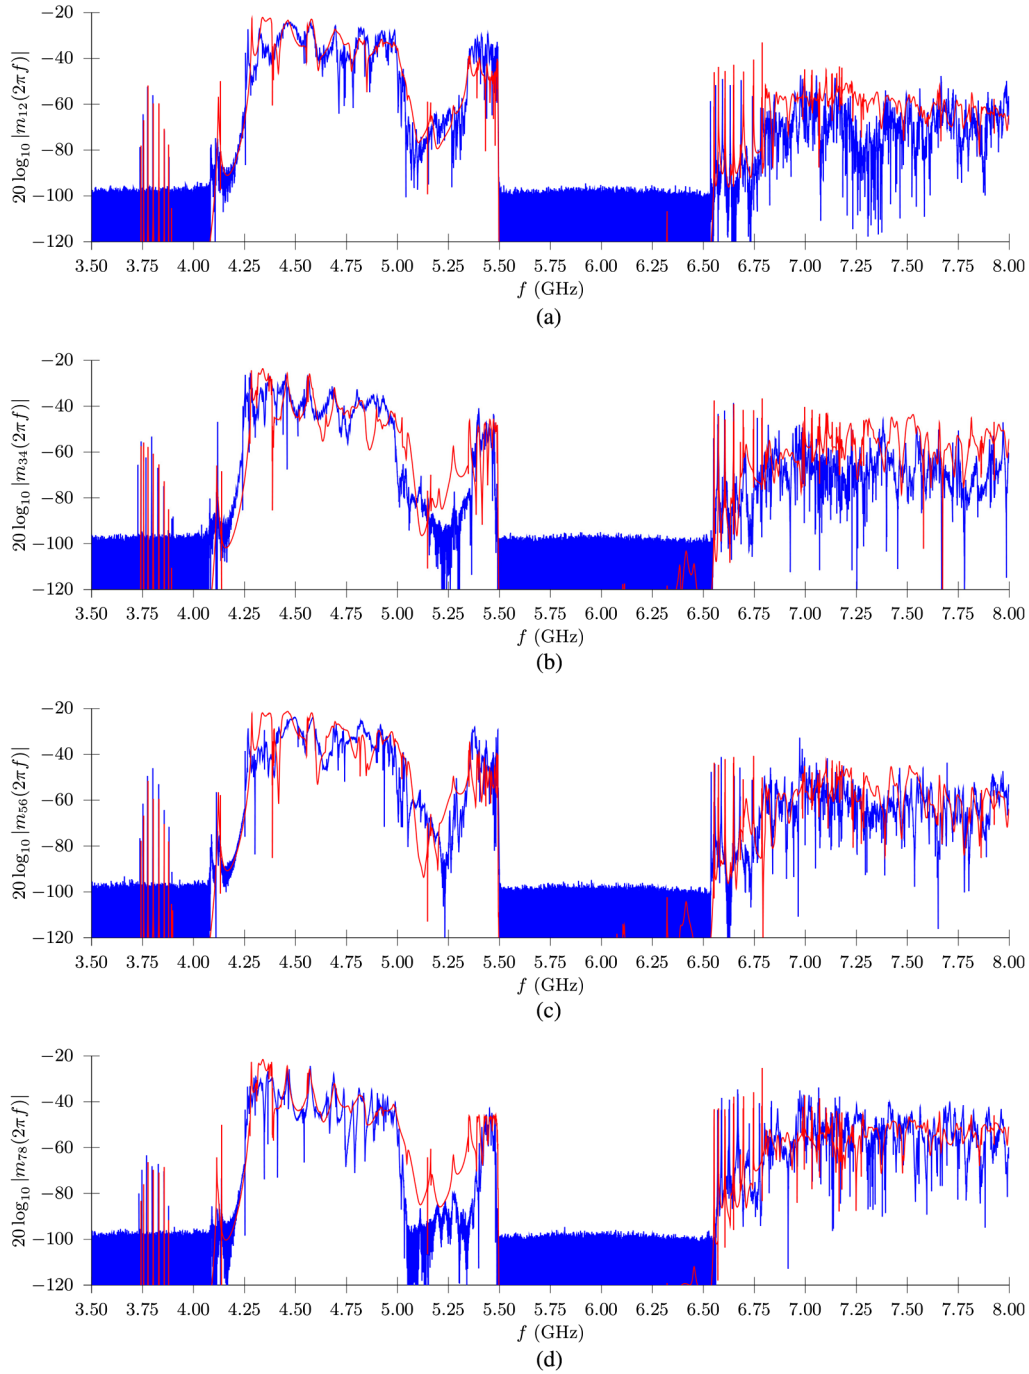 −20
−40
−60
−80
−100
−120
20 log₁₀ |m₁₂(2πf)|
3.50 3.75 4.00 4.25 4.50 4.75 5.00 5.25 5.50 5.75 6.00 6.25 6.50 6.75 7.00 7.25 7.50 7.75 8.00
f (GHz)
(a)
−20
−40
−60
−80
−100
−120
20 log₁₀ |m₃₄(2πf)|
3.50 3.75 4.00 4.25 4.50 4.75 5.00 5.25 5.50 5.75 6.00 6.25 6.50 6.75 7.00 7.25 7.50 7.75 8.00
f (GHz)
(b)
−20
−40
−60
−80
−100
−120
20 log₁₀ |m₅₆(2πf)|
3.50 3.75 4.00 4.25 4.50 4.75 5.00 5.25 5.50 5.75 6.00 6.25 6.50 6.75 7.00 7.25 7.50 7.75 8.00
f (GHz)
(c)
−20
−40
−60
−80
−100
−120
20 log₁₀ |m₇₈(2πf)|
3.50 3.75 4.00 4.25 4.50 4.75 5.00 5.25 5.50 5.75 6.00 6.25 6.50 6.75 7.00 7.25 7.50 7.75 8.00
f (GHz)
(d)